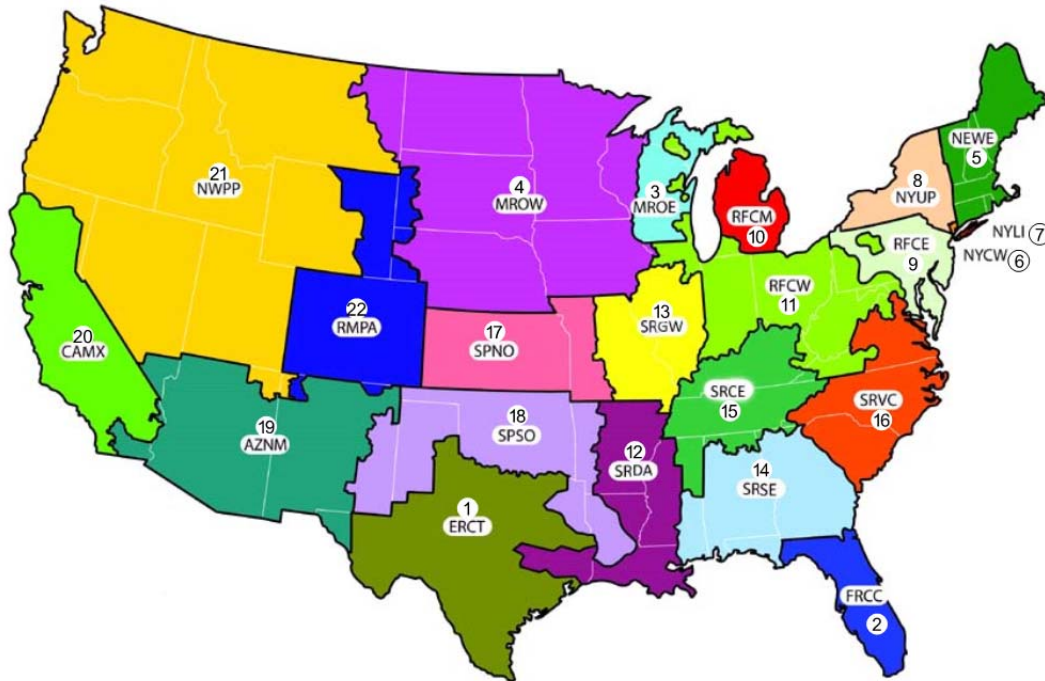 21
NWPP
4
MROW
3
MROE
RFCM
10
NEWE
5
8
NYUP
NYLI 7
NYCW 6
RFCE
9
RFCW
11
13
SRGW
22
RMPA
20
CAMX
17
SPNO
SRCE
15
SRVC
16
18
SPSO
19
AZNM
12
SRDA
14
SRSE
1
ERCT
FRCC
2